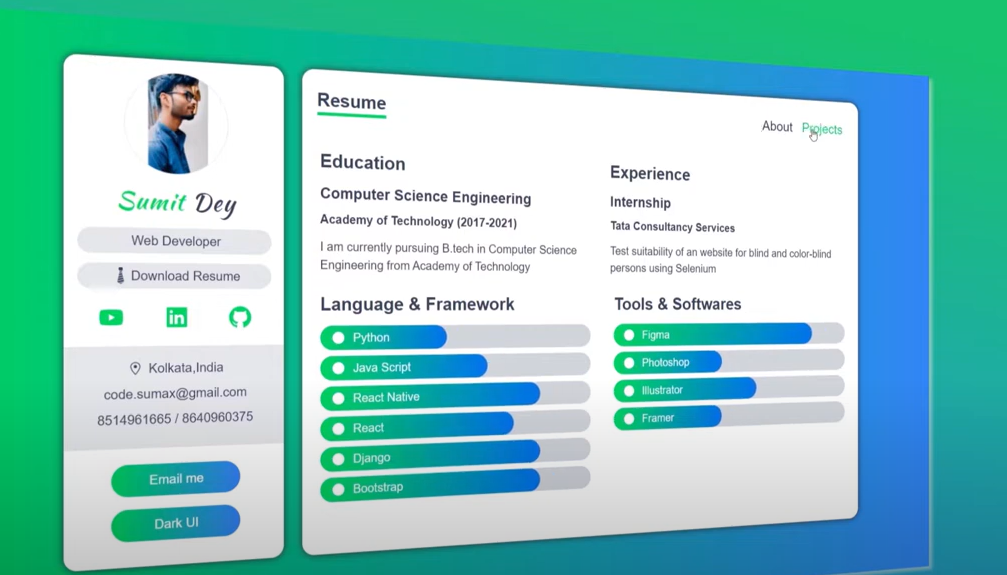 Sumit Dey
Web Developer
Download Resume
in
Kolkata,India
code.sumax@gmail.com
8514961665 / 8640960375
Email me
Dark UI
Resume
About Projects
Education
Computer Science Engineering
Academy of Technology (2017-2021)
I am currently pursuing B.tech in Computer Science
Engineering from Academy of Technology
Experience
Internship
Tata Consultancy Services
Test suitability of an website for blind and color-blind
persons using Selenium
Language & Framework
Python
Java Script
React Native
React
Django
Bootstrap
Tools & Softwares
Figma
Photoshop
Illustrator
Framer